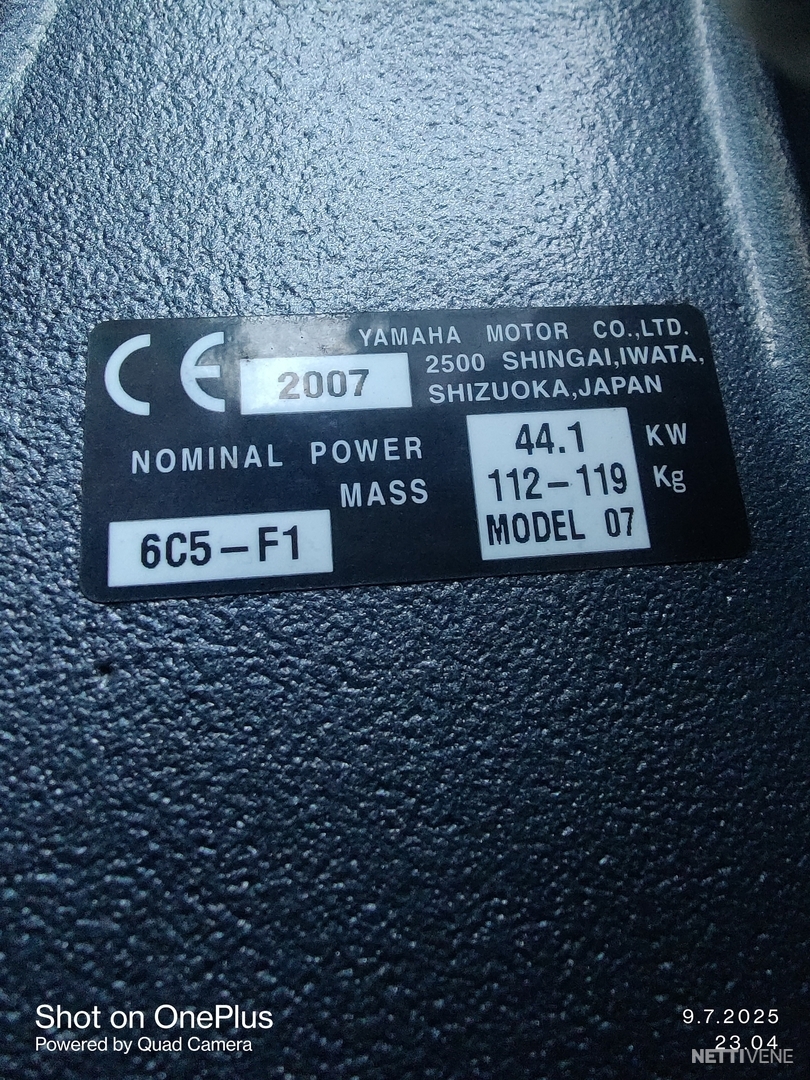 CE
YAMAHA MOTOR CO.,LTD.
2007
2500 SHINGAI,IWATA,
SHIZUOKA,JAPAN
NOMINAL POWER 44.1 KW
MASS 112-119 Kg
6C5-F1
MODEL 07
Shot on OnePlus
Powered by Quad Camera
9.7.2025
23.04
NETTIVENE